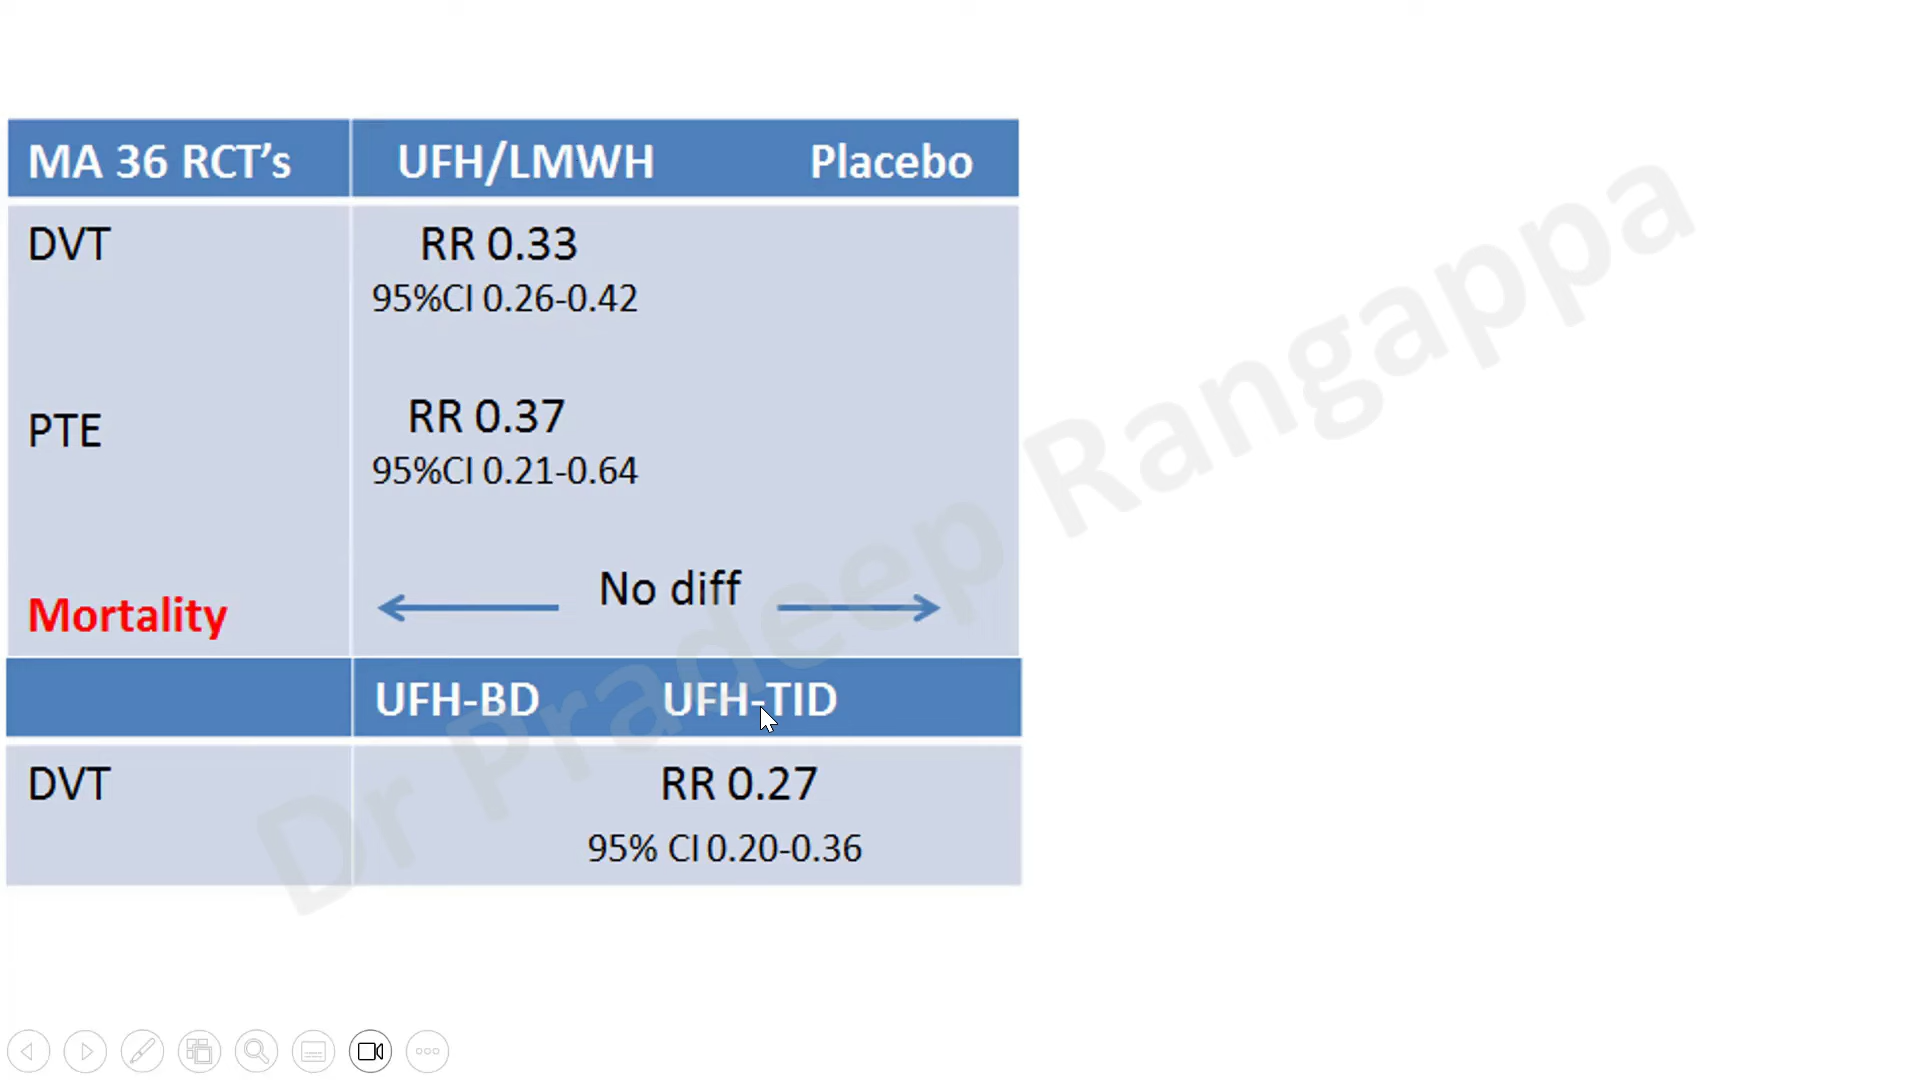 MA 36 RCT’s UFH/LMWH Placebo
DVT RR 0.33
95%CI 0.26-0.42
PTE RR 0.37
95%CI 0.21-0.64
Mortality No diff
UFH-BD UFH-TID
DVT RR 0.27
95% CI 0.20-0.36
Dr Pradeep Rangappa